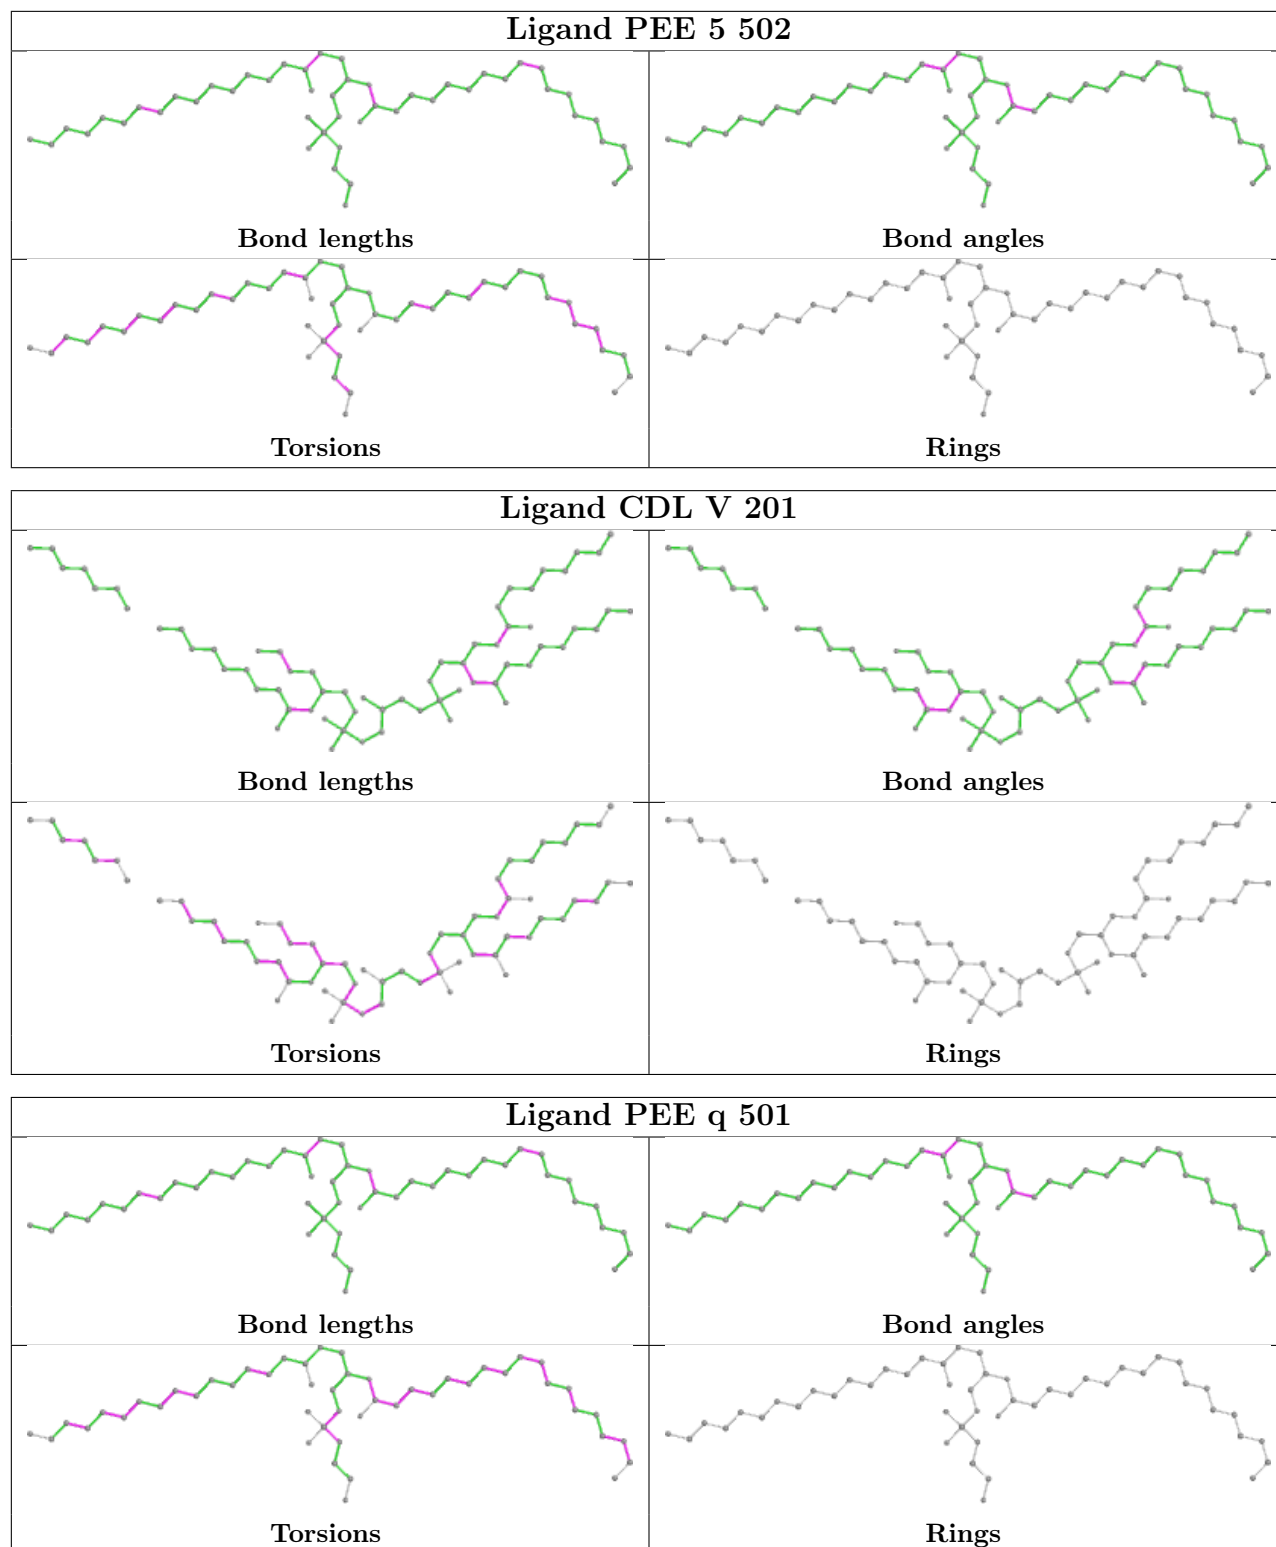 Ligand PEE 5 502
Bond lengths
Bond angles
Torsions
Rings
Ligand CDL V 201
Bond lengths
Bond angles
Torsions
Rings
Ligand PEE q 501
Bond lengths
Bond angles
Torsions
Rings